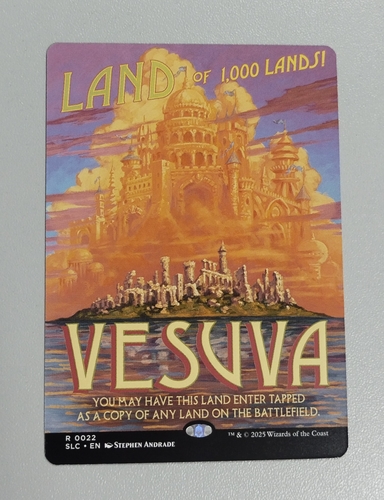 LAND OF 1,000 LANDS!
VESUVA
YOU MAY HAVE THIS LAND ENTER TAPPED
AS A COPY OF ANY LAND ON THE BATTLEFIELD.
R 0022
SLC • EN STEPHEN ANDRADE
™ & © 2025 Wizards of the Coast